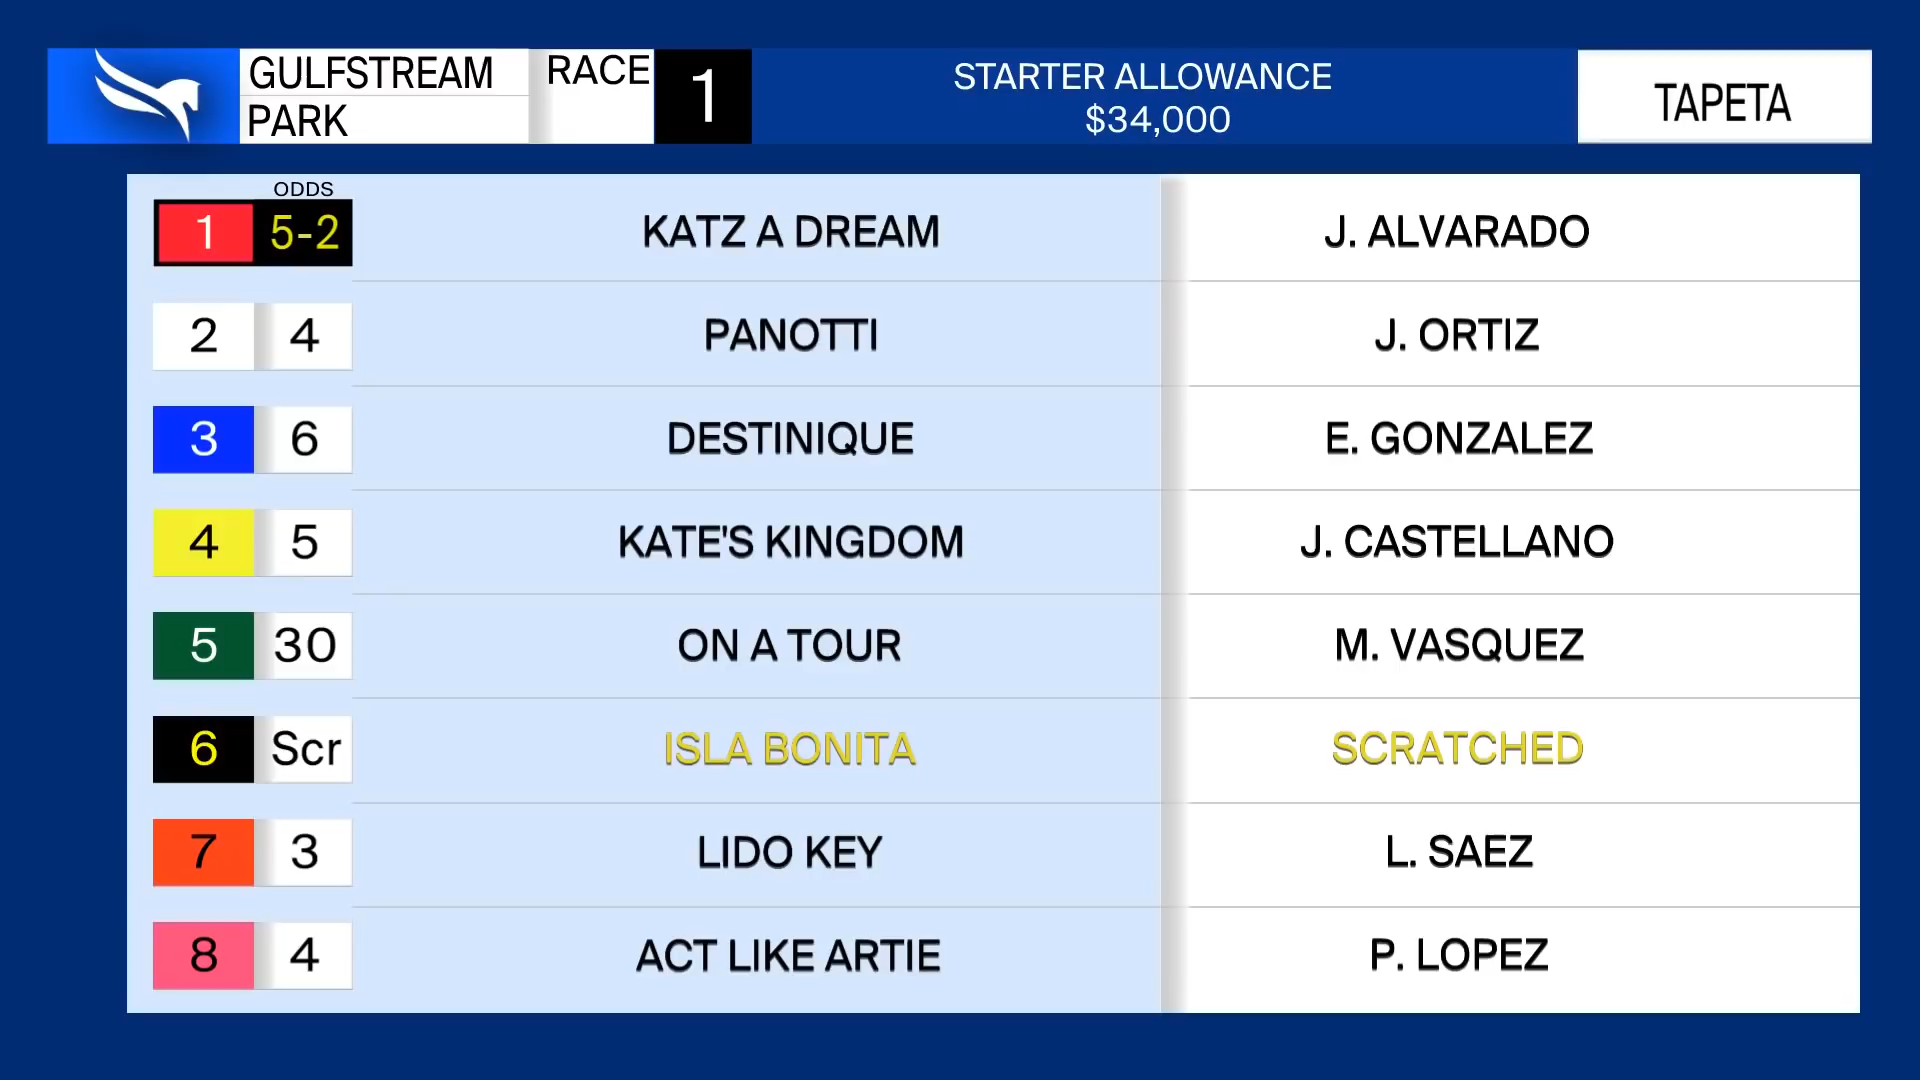 GULFSTREAM
PARK
RACE
1
STARTER ALLOWANCE
$34,000
TAPETA
ODDS
1 5-2 KATZ A DREAM J. ALVARADO
2 4 PANOTTI J. ORTIZ
3 6 DESTINIQUE E. GONZALEZ
4 5 KATE'S KINGDOM J. CASTELLANO
5 30 ON A TOUR M. VASQUEZ
6 Scr ISLA BONITA SCRATCHED
7 3 LIDO KEY L. SAEZ
8 4 ACT LIKE ARTIE P. LOPEZ